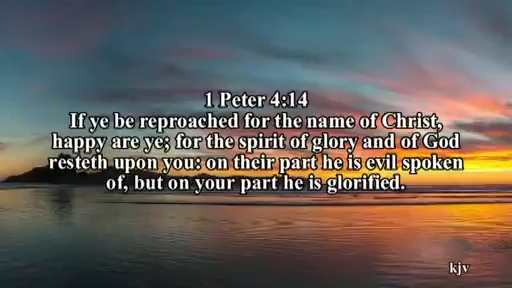 1 Peter 4:14
If ye be reproached for the name of Christ,
happy are ye; for the spirit of glory and of God
resteth upon you: on their part he is evil spoken
of, but on your part he is glorified.
kjv